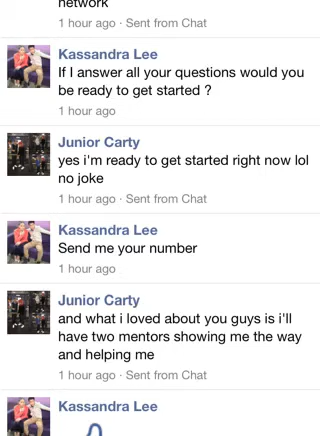 network
1 hour ago · Sent from Chat
Kassandra Lee
If I answer all your questions would you
be ready to get started ?
1 hour ago
Junior Carty
yes i'm ready to get started right now lol
no joke
1 hour ago · Sent from Chat
Kassandra Lee
Send me your number
1 hour ago
Junior Carty
and what i loved about you guys is i'll
have two mentors showing me the way
and helping me
1 hour ago · Sent from Chat
Kassandra Lee